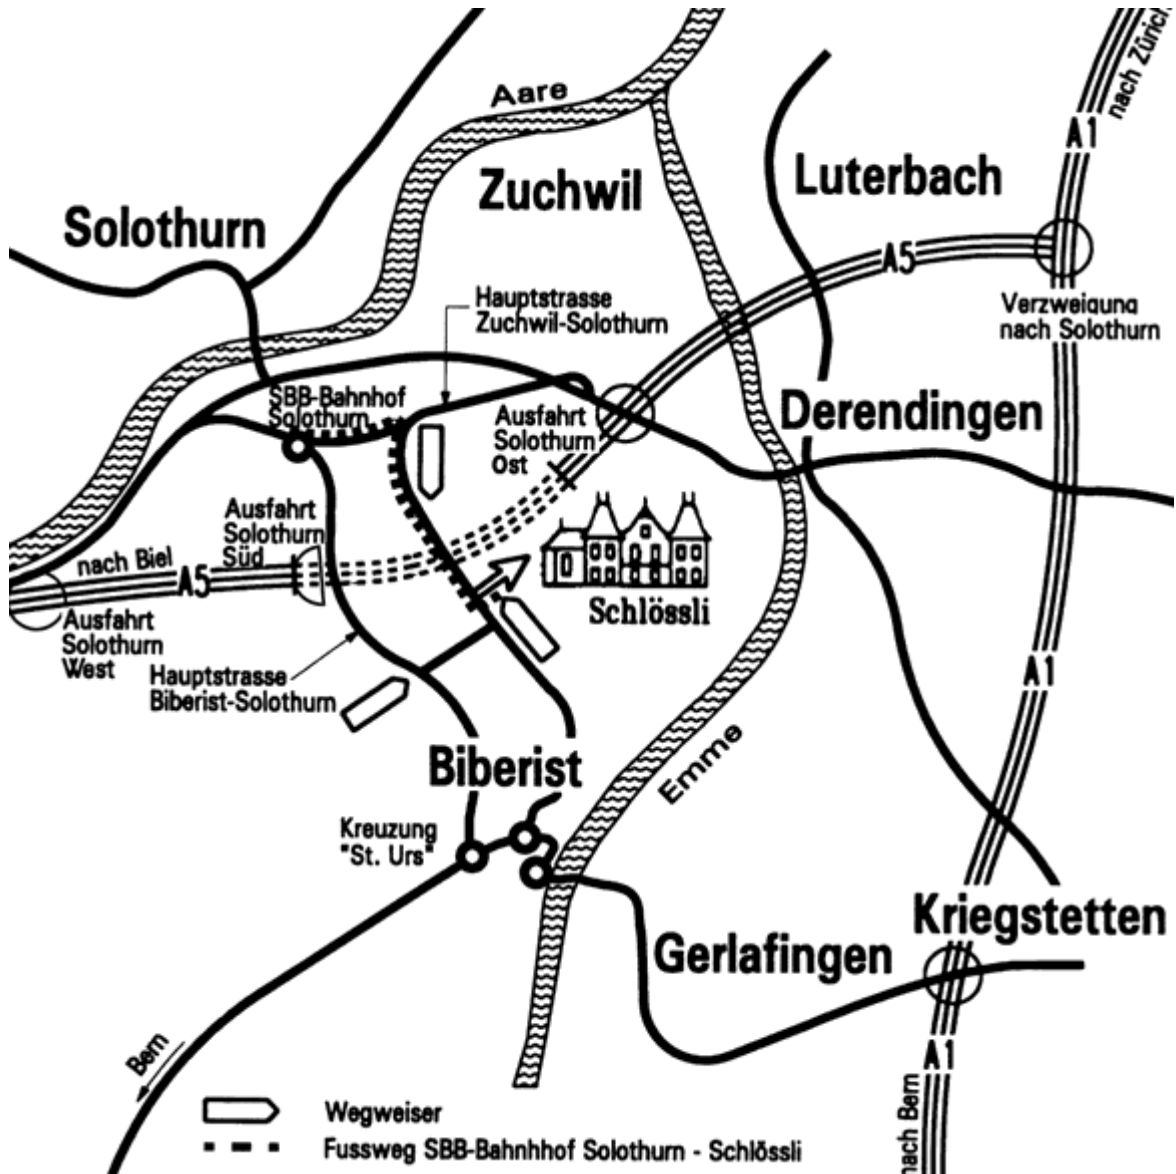 nach Zürich
Aare
A1
Zuchwil
Luterbach
Solothurn
A5
Hauptstrasse
Zuchwil-Solothurn
Verzweigung
nach Solothurn
SBB-Bahnhof
Solothurn
Ausfahrt
Solothurn
Ost
Derendingen
Ausfahrt
Solothurn
Süd
nach Biel
A5
Schlössli
Ausfahrt
Solothurn
West
Hauptstrasse
Biberist-Solothurn
A1
Biberist
Emme
Kreuzung
"St. Urs"
Kriegstetten
Gerlafingen
Bern
A1
nach Bern
Wegweiser
Fussweg SBB-Bahnhhof Solothurn - Schlössli